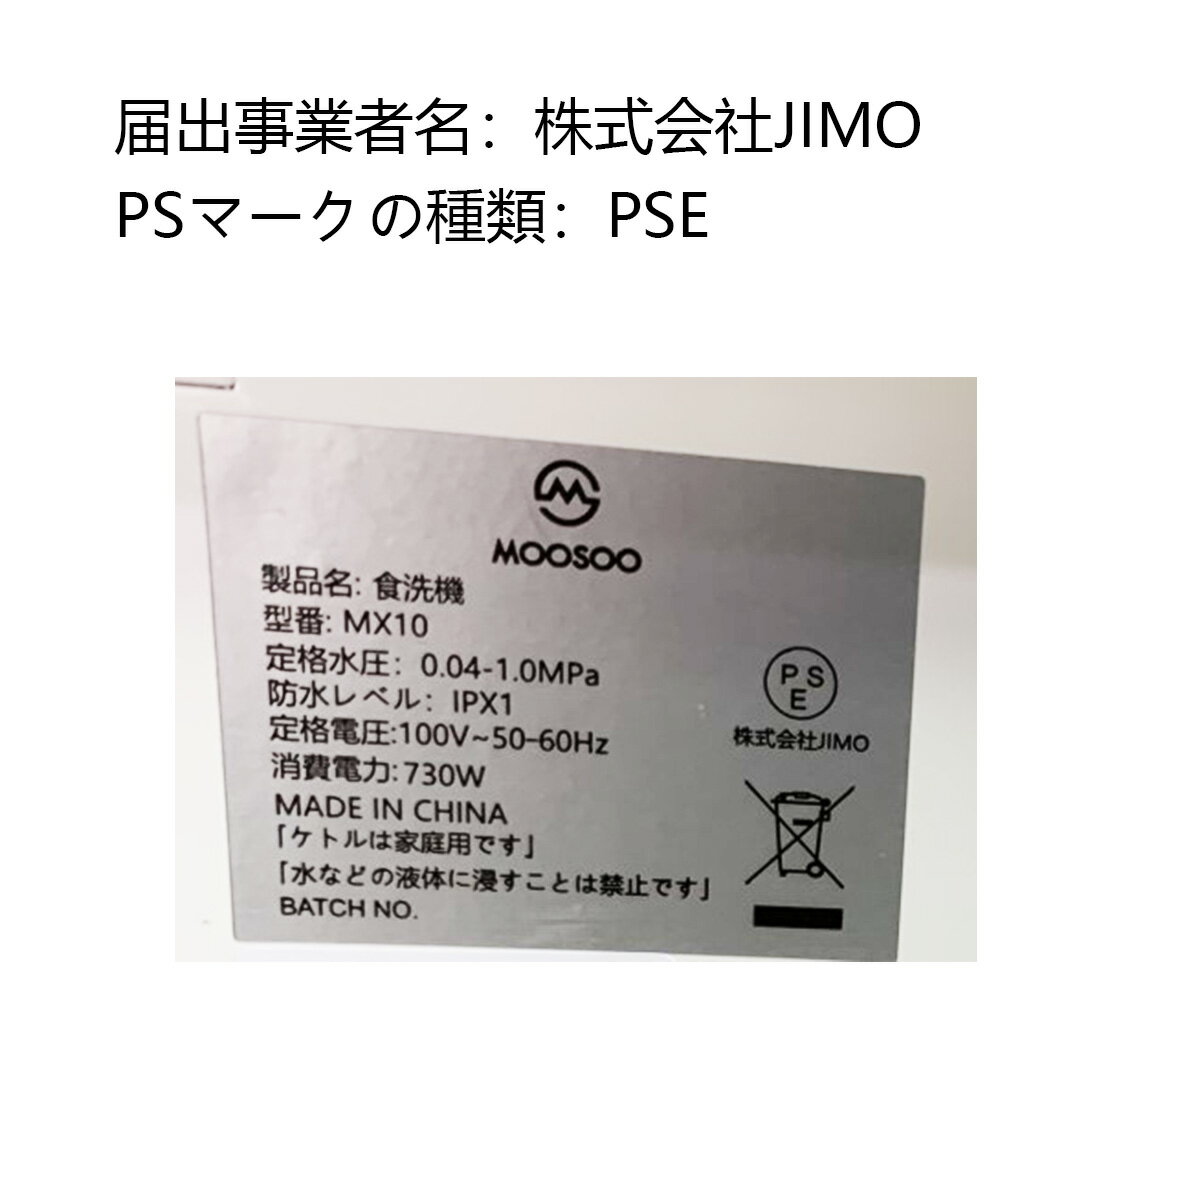 届出事業者名：株式会社JIMO
PSマークの種類：PSE
MOOSOO
製品名: 食洗機
型番: MX10
定格水圧：0.04-1.0MPa
防水レベル：IPX1
定格電圧:100V~50-60Hz
消費電力:730W
MADE IN CHINA
「ケトルは家庭用です」
「水などの液体に浸すことは禁止です」
BATCH NO.
PSE
株式会社JIMO